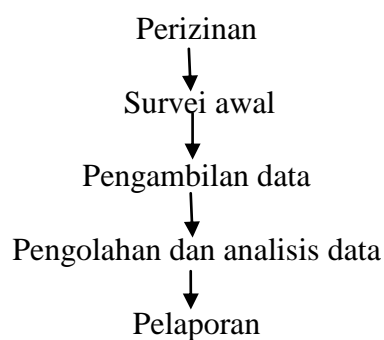 Perizinan
Survei awal
Pengambilan data
Pengolahan dan analisis data
Pelaporan